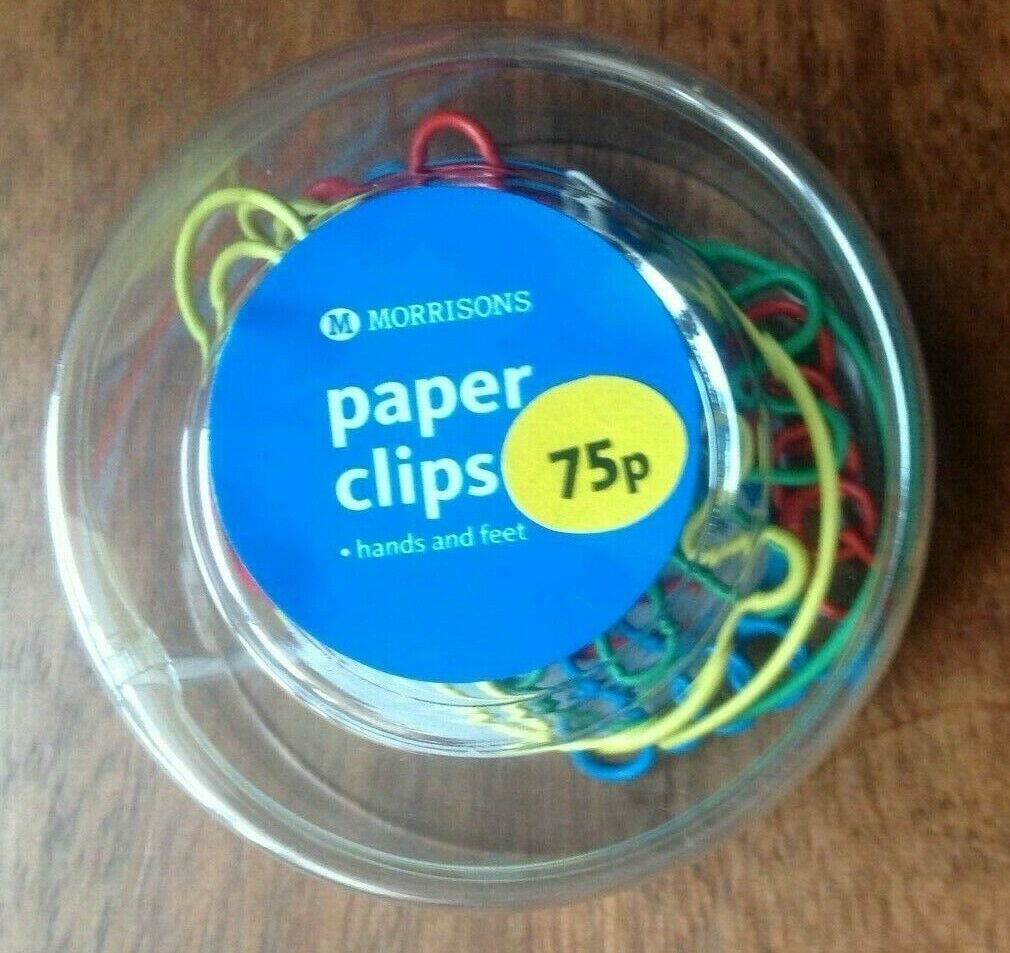 M MORRISONS
paper
clips
75p
• hands and feet